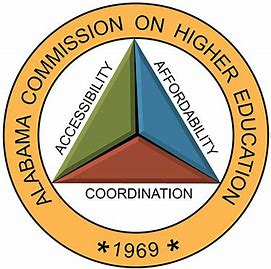 ALABAMA COMMISSION ON HIGHER EDUCATION
ACCESSIBILITY
AFFORDABILITY
COORDINATION
*1969*